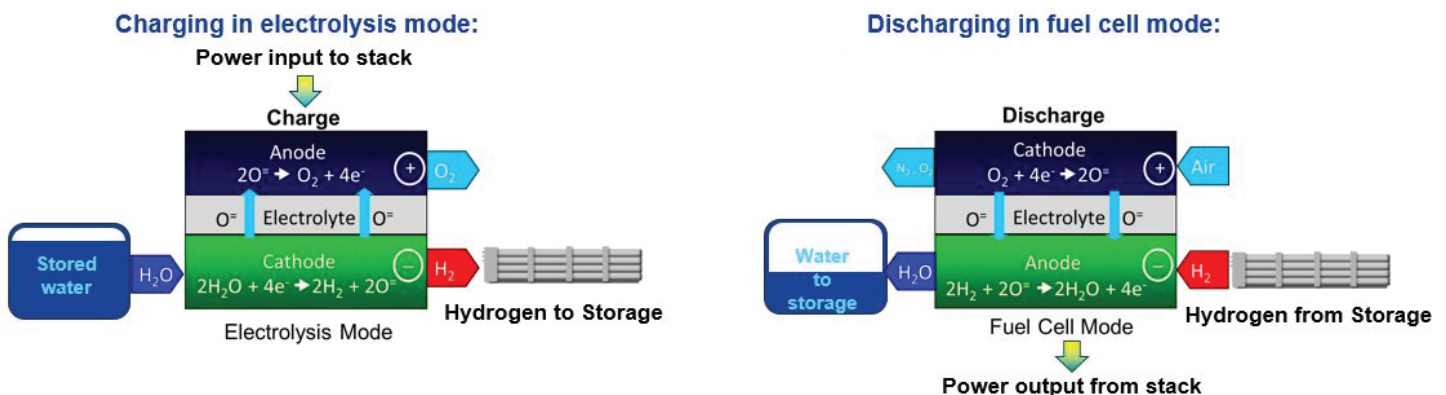 Charging in electrolysis mode:
Power input to stack
Charge
Anode
2O⁼ → O₂ + 4e⁻
+
O₂
O⁼
Electrolyte
O⁼
Stored
water
H₂O
Cathode
2H₂O + 4e⁻ → 2H₂ + 2O⁼
−
H₂
Hydrogen to Storage
Electrolysis Mode
Discharging in fuel cell mode:
Discharge
N₂, O₂
Cathode
O₂ + 4e⁻ → 2O⁼
+
Air
O⁼
Electrolyte
O⁼
Water
to
storage
H₂O
Anode
2H₂ + 2O⁼ → 2H₂O + 4e⁻
−
H₂
Hydrogen from Storage
Fuel Cell Mode
Power output from stack